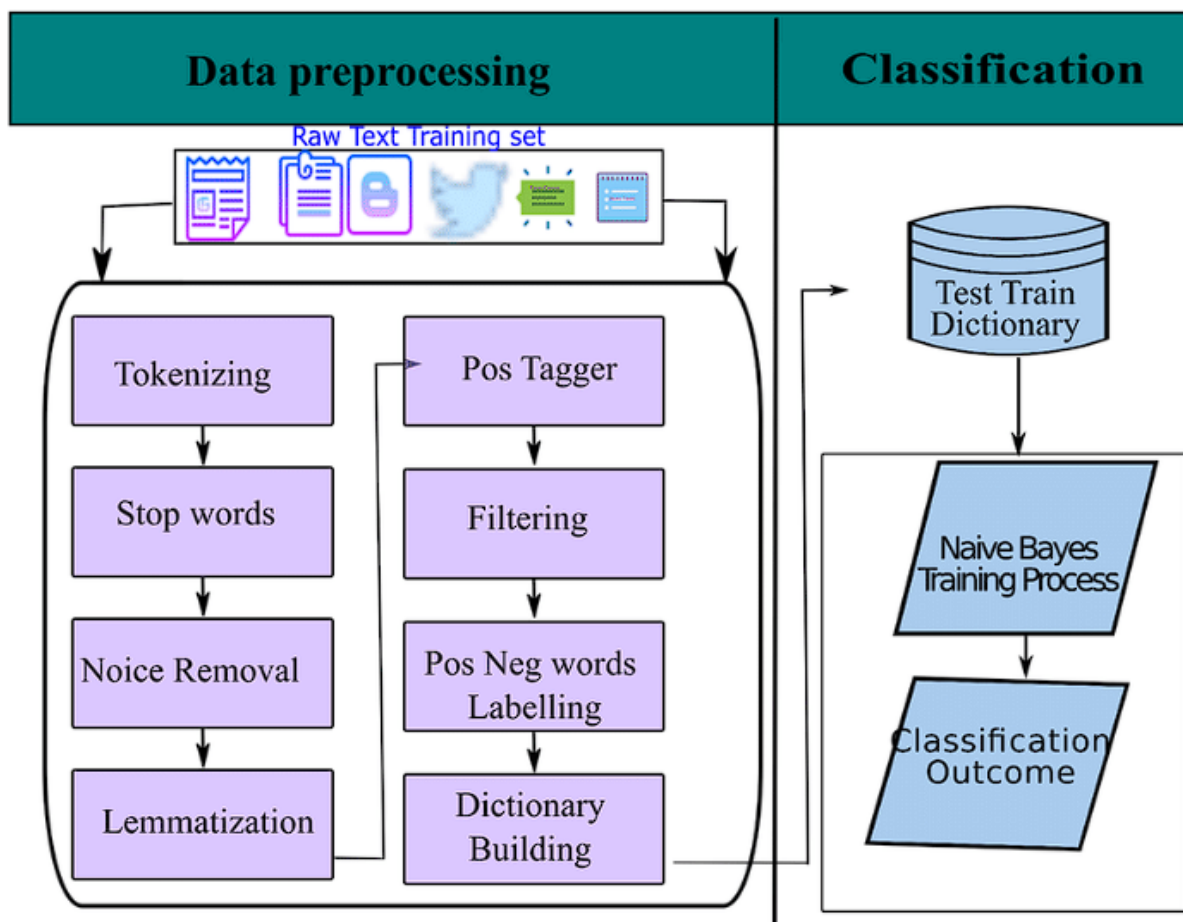 Data preprocessing
Classification
Raw Text Training set
Tokenizing
Stop words
Noice Removal
Lemmatization
Pos Tagger
Filtering
Pos Neg words
Labelling
Dictionary
Building
Test Train
Dictionary
Naive Bayes
Training Process
Classification
Outcome